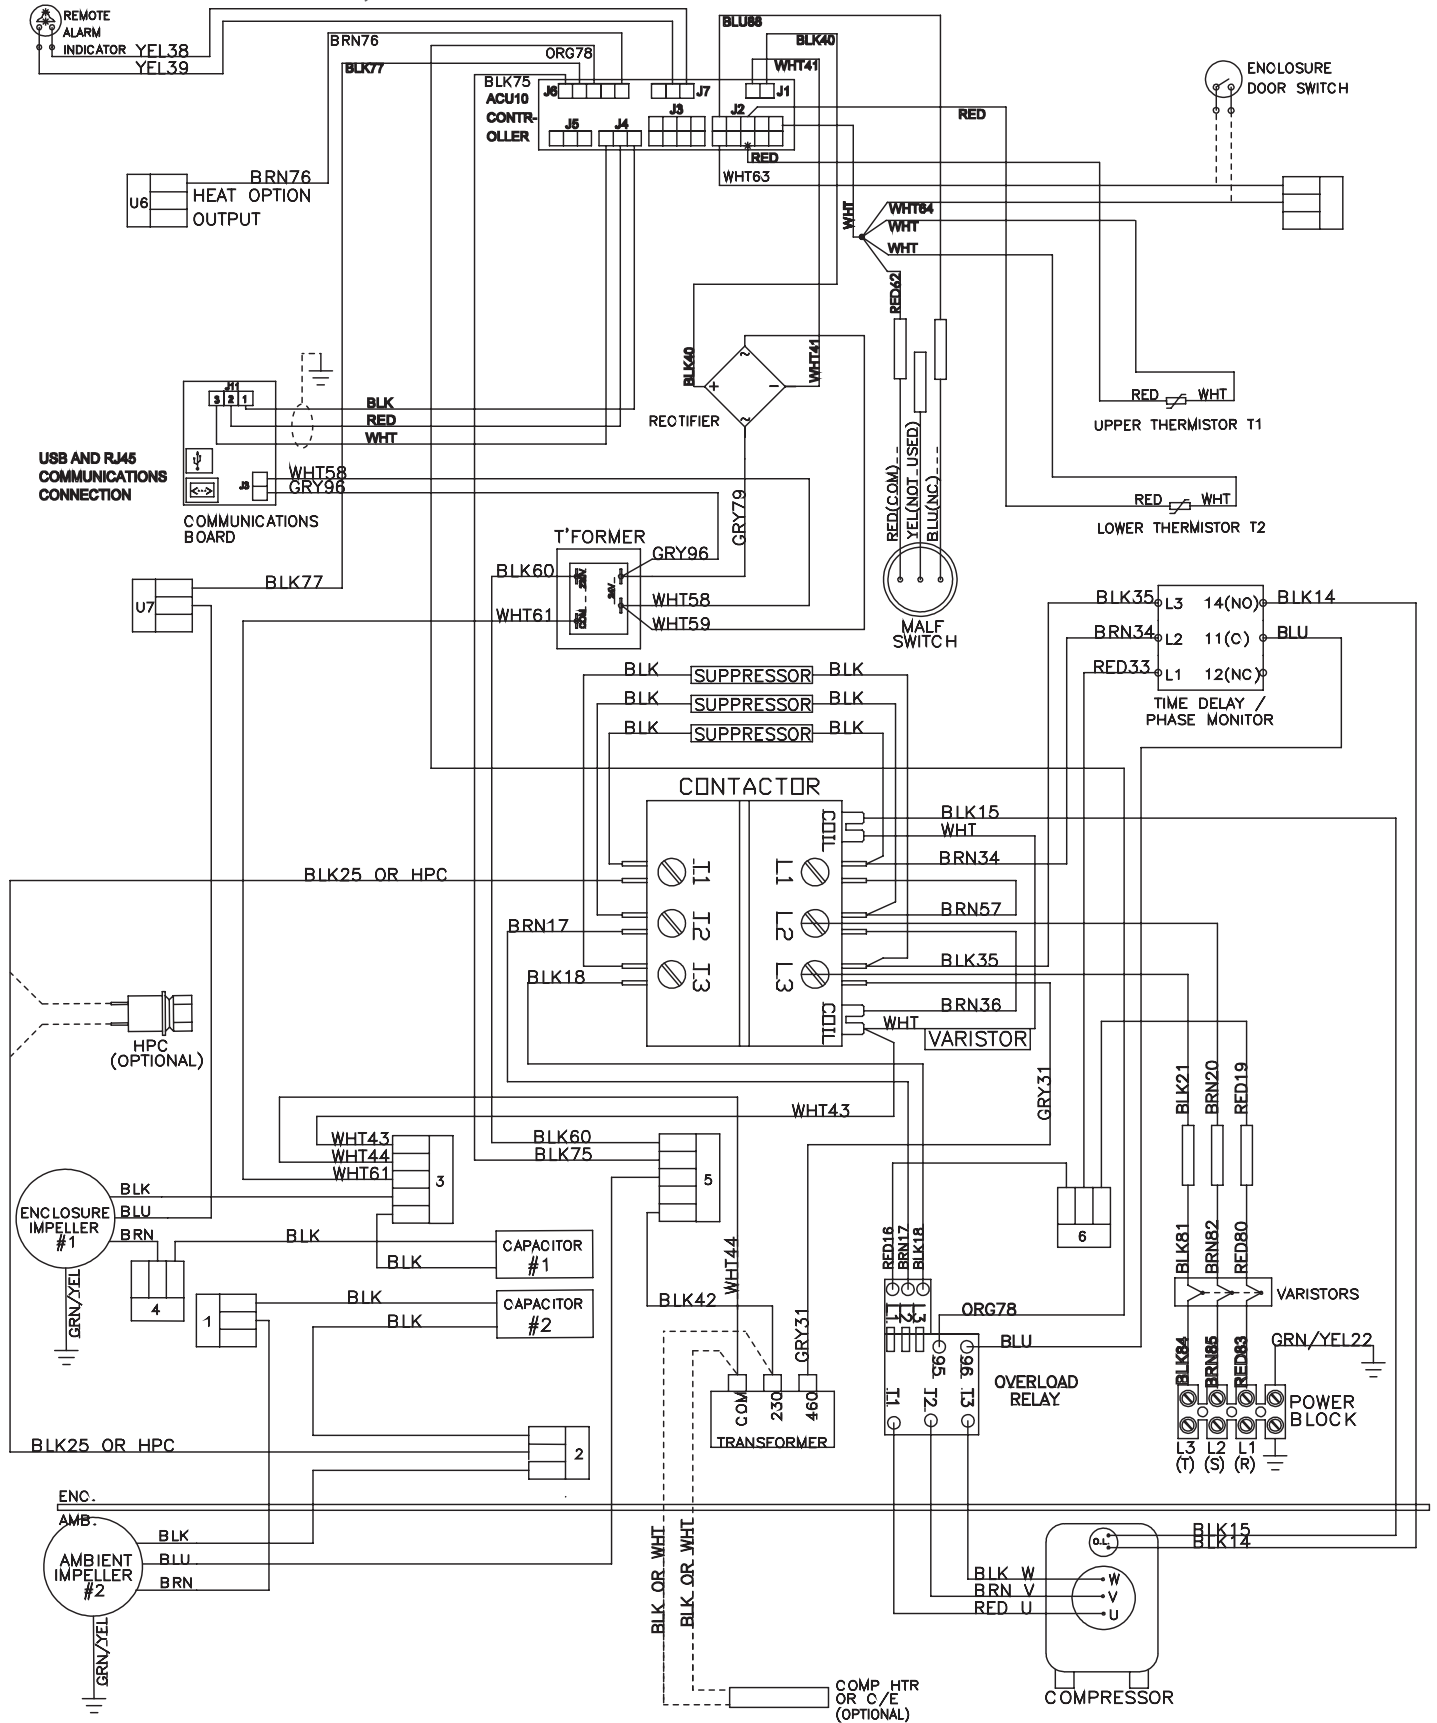 REMOTE
ALARM
INDICATOR
YEL38
YEL39
BRN76
ORG78
BLK77
BLK75
ACU10
CONTR-
OLLER
J6
J7
J1
J5
J4
J3
J2
BLU88
BLK40
WHT41
RED
RED
WHT63
ENCLOSURE
DOOR SWITCH
U6
BRN76
HEAT OPTION
OUTPUT
WHT
WHT64
WHT
WHT
RED62
BLK40
WHT41
~
+
-
~
RECTIFIER
J11
3 2 1
BLK
RED
WHT
USB AND RJ45
COMMUNICATIONS
CONNECTION
J3
WHT58
GRY96
COMMUNICATIONS
BOARD
RED WHT
UPPER THERMISTOR T1
RED WHT
LOWER THERMISTOR T2
GRY79
RED(COM)
YEL(NOT USED)
BLU(NC)
MALF
SWITCH
T'FORMER
BLK60
WHT61
230V
COM
24V
GRY96
WHT58
WHT59
U7
BLK77
BLK35
BRN34
RED33
L3
L2
L1
14(NO)
11(C)
12(NC)
BLK14
BLU
TIME DELAY /
PHASE MONITOR
BLK SUPPRESSOR BLK
BLK SUPPRESSOR BLK
BLK SUPPRESSOR BLK
CONTACTOR
COIL
BLK15
WHT
BRN34
T1
L1
BLK25 OR HPC
BRN17
T2
L2
BRN57
BLK18
T3
L3
BLK35
COIL
BRN36
WHT
VARISTOR
HPC
(OPTIONAL)
GRY31
BLK21
BRN20
RED19
WHT43
WHT43
WHT44
WHT61
3
BLK60
BLK75
5
ENCLOSURE
IMPELLER
#1
BLK
BLU
BRN
GRN/YEL
4
BLK
BLK
CAPACITOR
#1
1
BLK
BLK
CAPACITOR
#2
WHT44
BLK42
GRY31
COM
230
460
TRANSFORMER
RED16
BRN17
BLK18
6
L1
L2
L3
95
96
T1
T2
T3
ORG78
BLU
OVERLOAD
RELAY
BLK81
BRN82
RED80
VARISTORS
BLK84
BRN85
RED83
GRN/YEL22
POWER
BLOCK
L3
(T)
L2
(S)
L1
(R)
BLK25 OR HPC
2
ENC.
AMB.
AMBIENT
IMPELLER
#2
BLK
BLU
BRN
GRN/YEL
BLK OR WHT
BLK OR WHT
COMP HTR
OR C/E
(OPTIONAL)
O.L.
BLK15
BLK14
BLK W
BRN V
RED U
W
V
U
COMPRESSOR